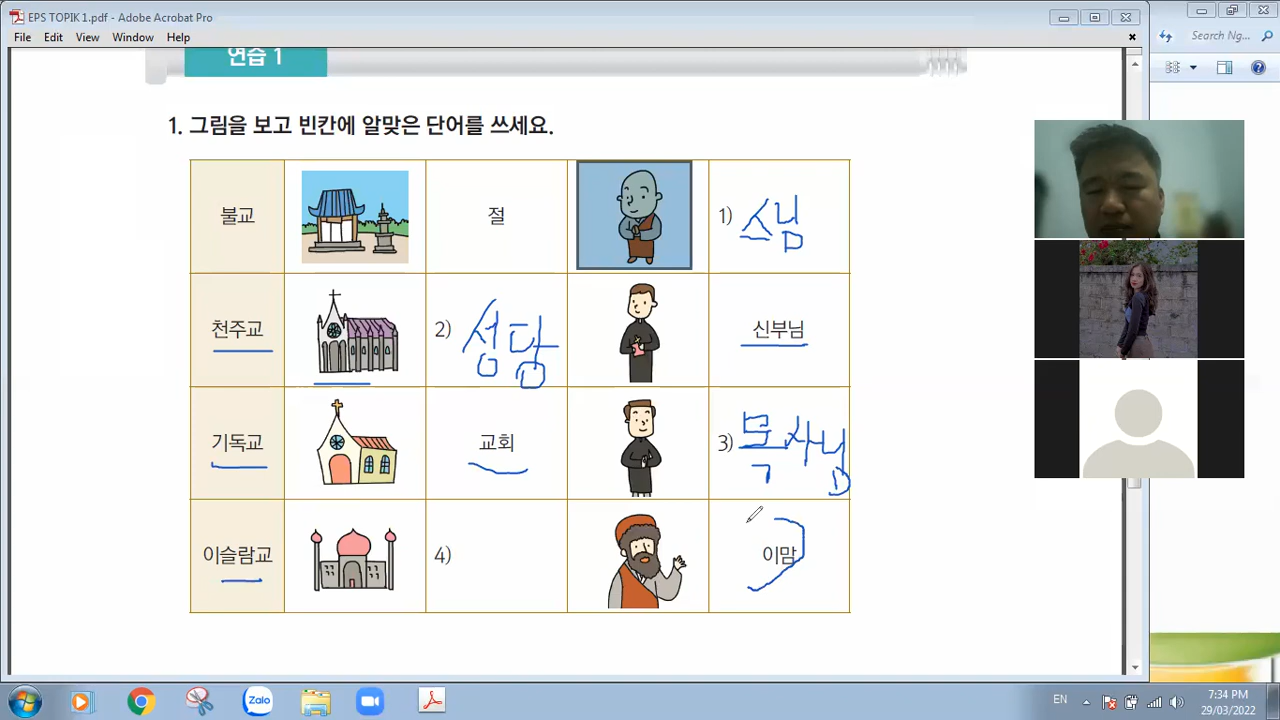 EPS TOPIK 1.pdf - Adobe Acrobat Pro
File Edit View Window Help
Search Ng...
연습 1
1. 그림을 보고 빈칸에 알맞은 단어를 쓰세요.
불교 절 1) 스님
천주교 2) 성당 신부님
기독교 교회 3) 목사님
이슬람교 4) 이맘
Zalo
EN
7:34 PM
29/03/2022